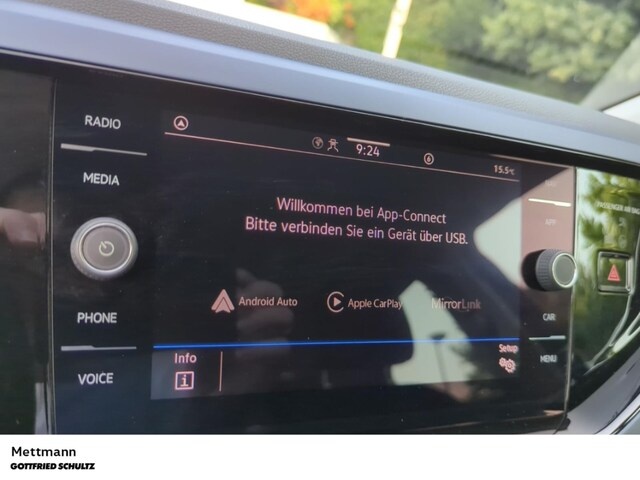 RADIO
MEDIA
PHONE
VOICE
9:24
15.5°C
Willkommen bei App-Connect
Bitte verbinden Sie ein Gerät über USB.
Android Auto
Apple CarPlay
MirrorLink
Info
Setup
CAR
MENU
Mettmann
GOTTFRIED SCHULTZ